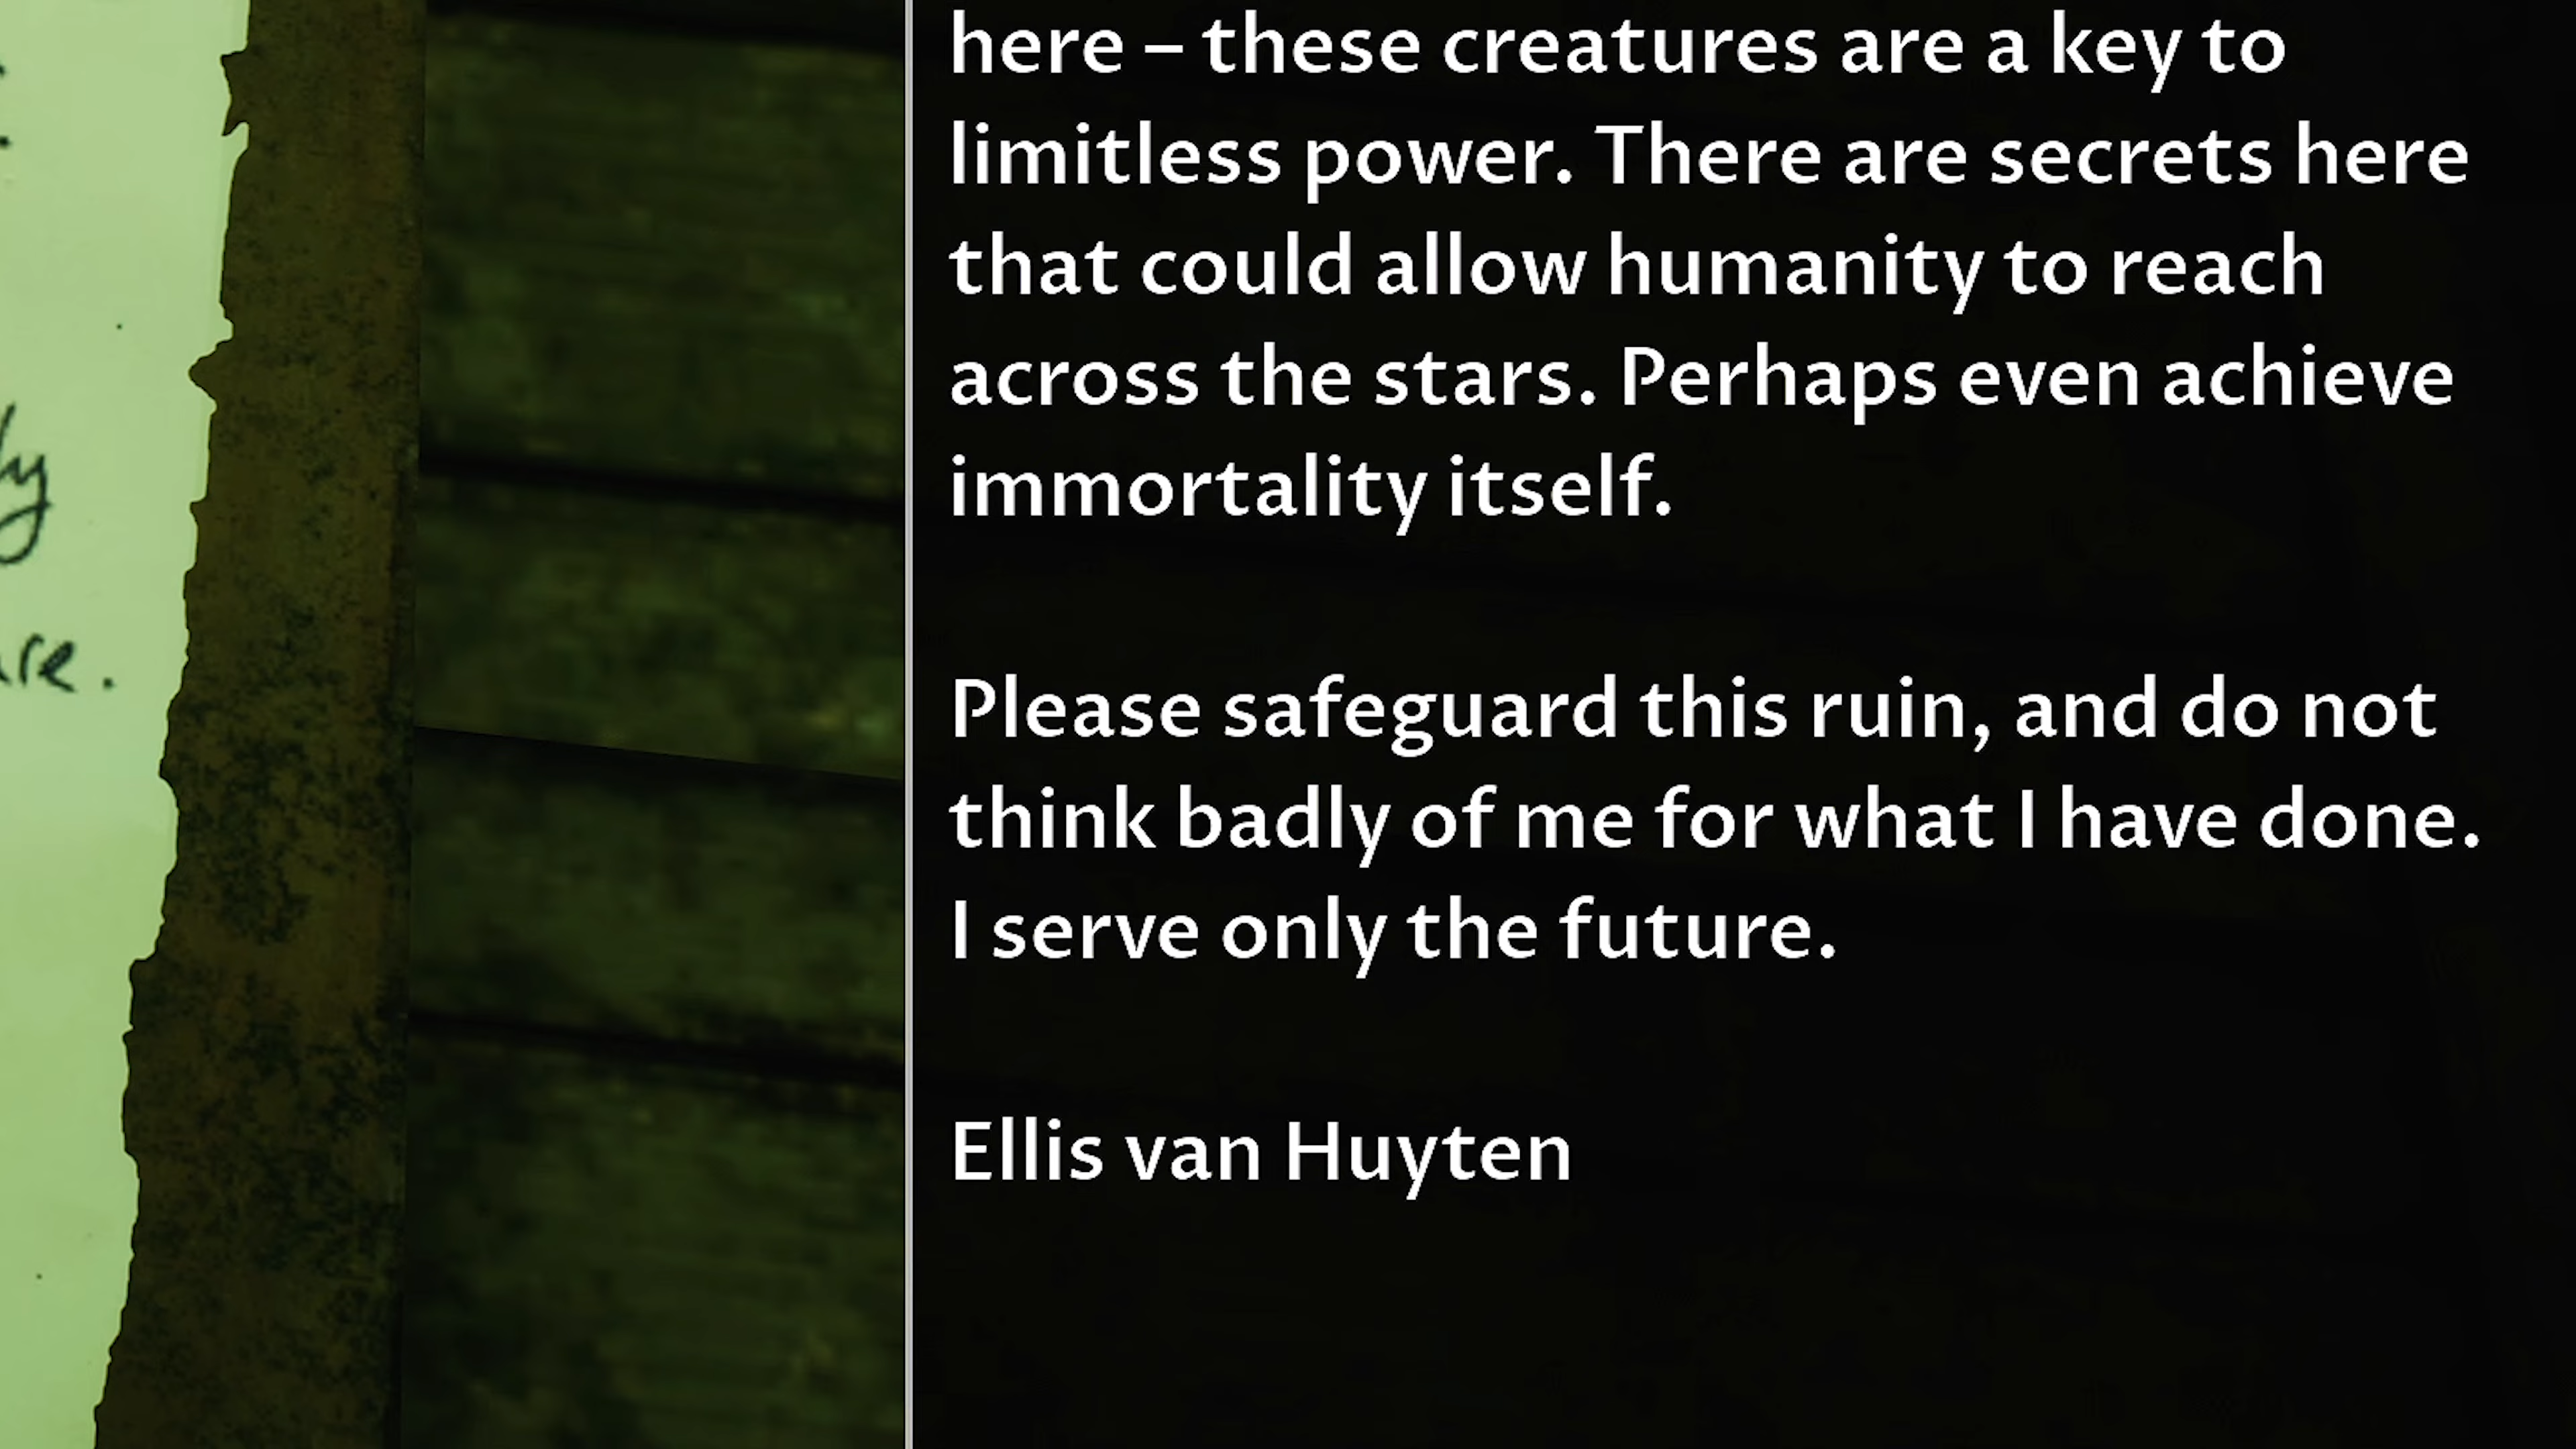 here – these creatures are a key to
limitless power. There are secrets here
that could allow humanity to reach
across the stars. Perhaps even achieve
immortality itself.
Please safeguard this ruin, and do not
think badly of me for what I have done.
I serve only the future.
Ellis van Huyten